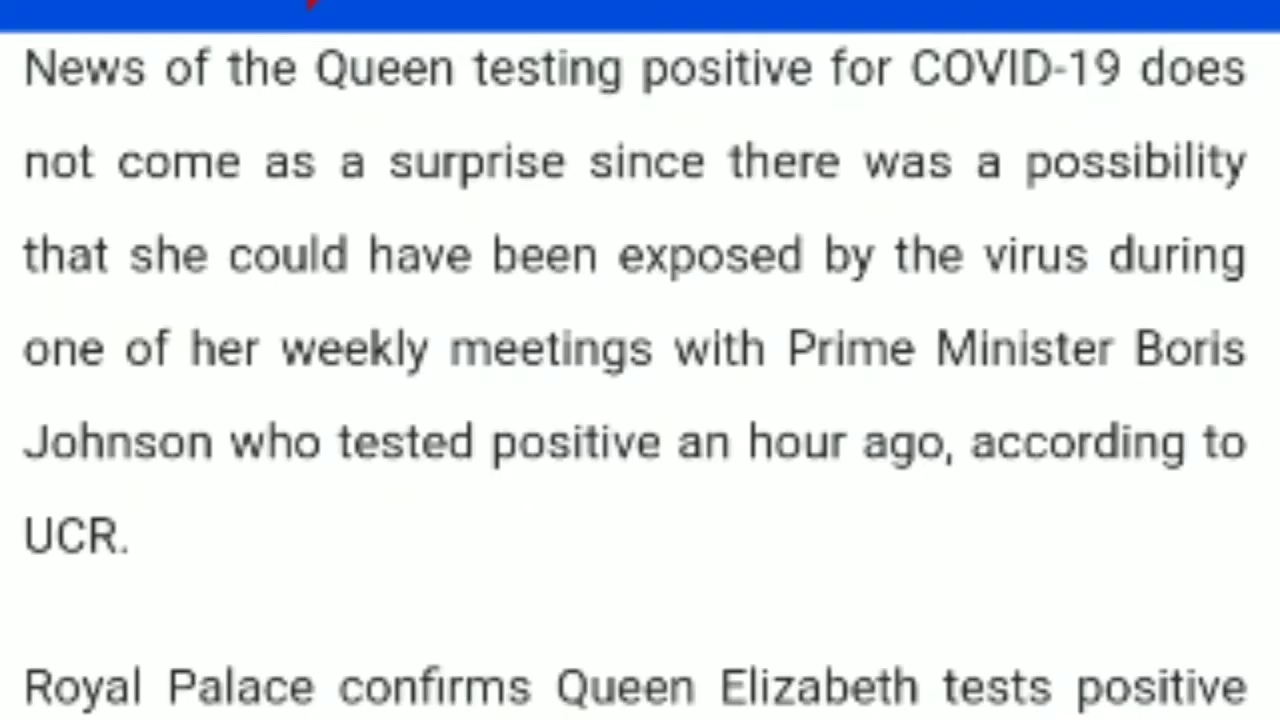 News of the Queen testing positive for COVID-19 does
not come as a surprise since there was a possibility
that she could have been exposed by the virus during
one of her weekly meetings with Prime Minister Boris
Johnson who tested positive an hour ago, according to
UCR.
Royal Palace confirms Queen Elizabeth tests positive